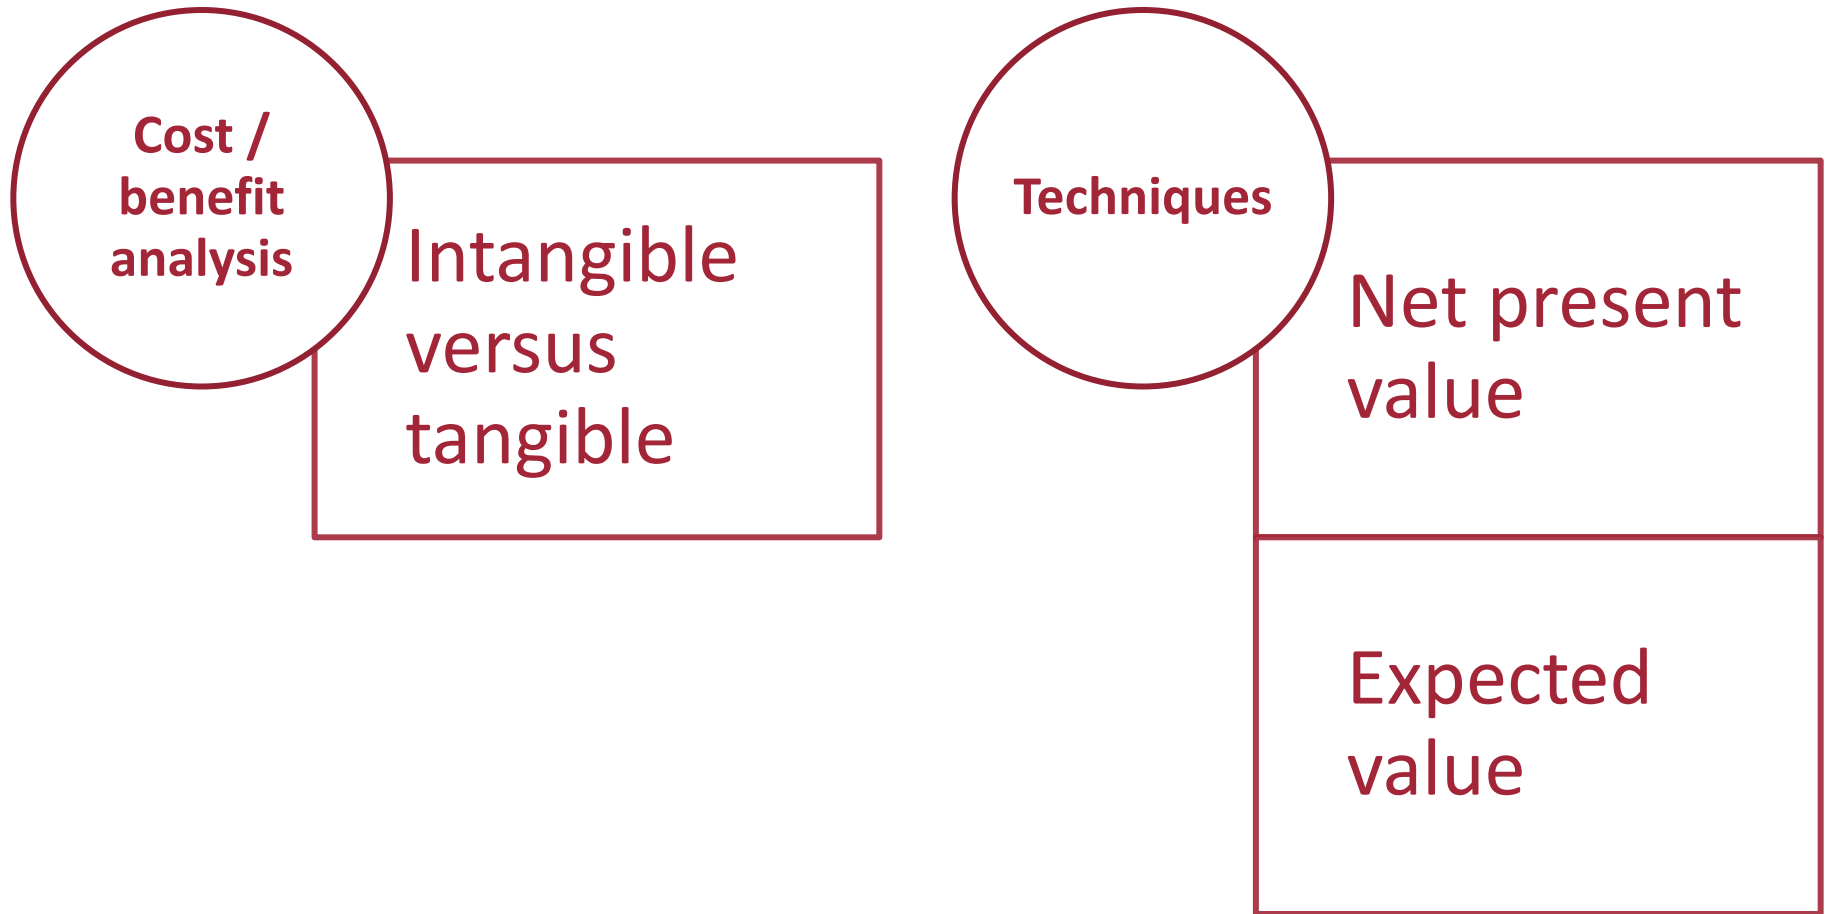 Cost /
benefit
analysis
Intangible
versus
tangible
Techniques
Net present
value
Expected
value